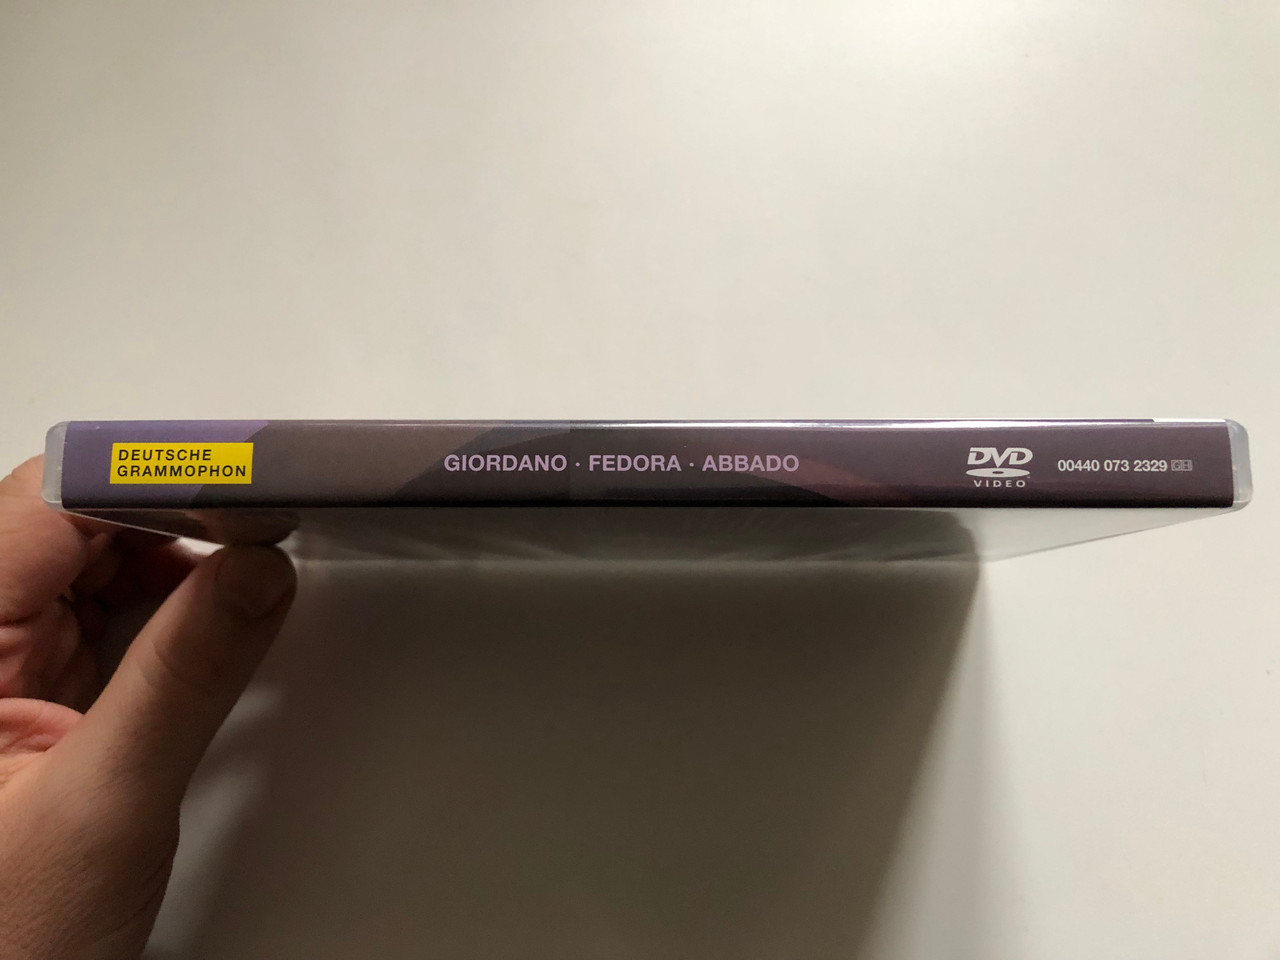 DEUTSCHE
GRAMMOPHON
GIORDANO · FEDORA · ABBADO
DVD
VIDEO
00440 073 2329